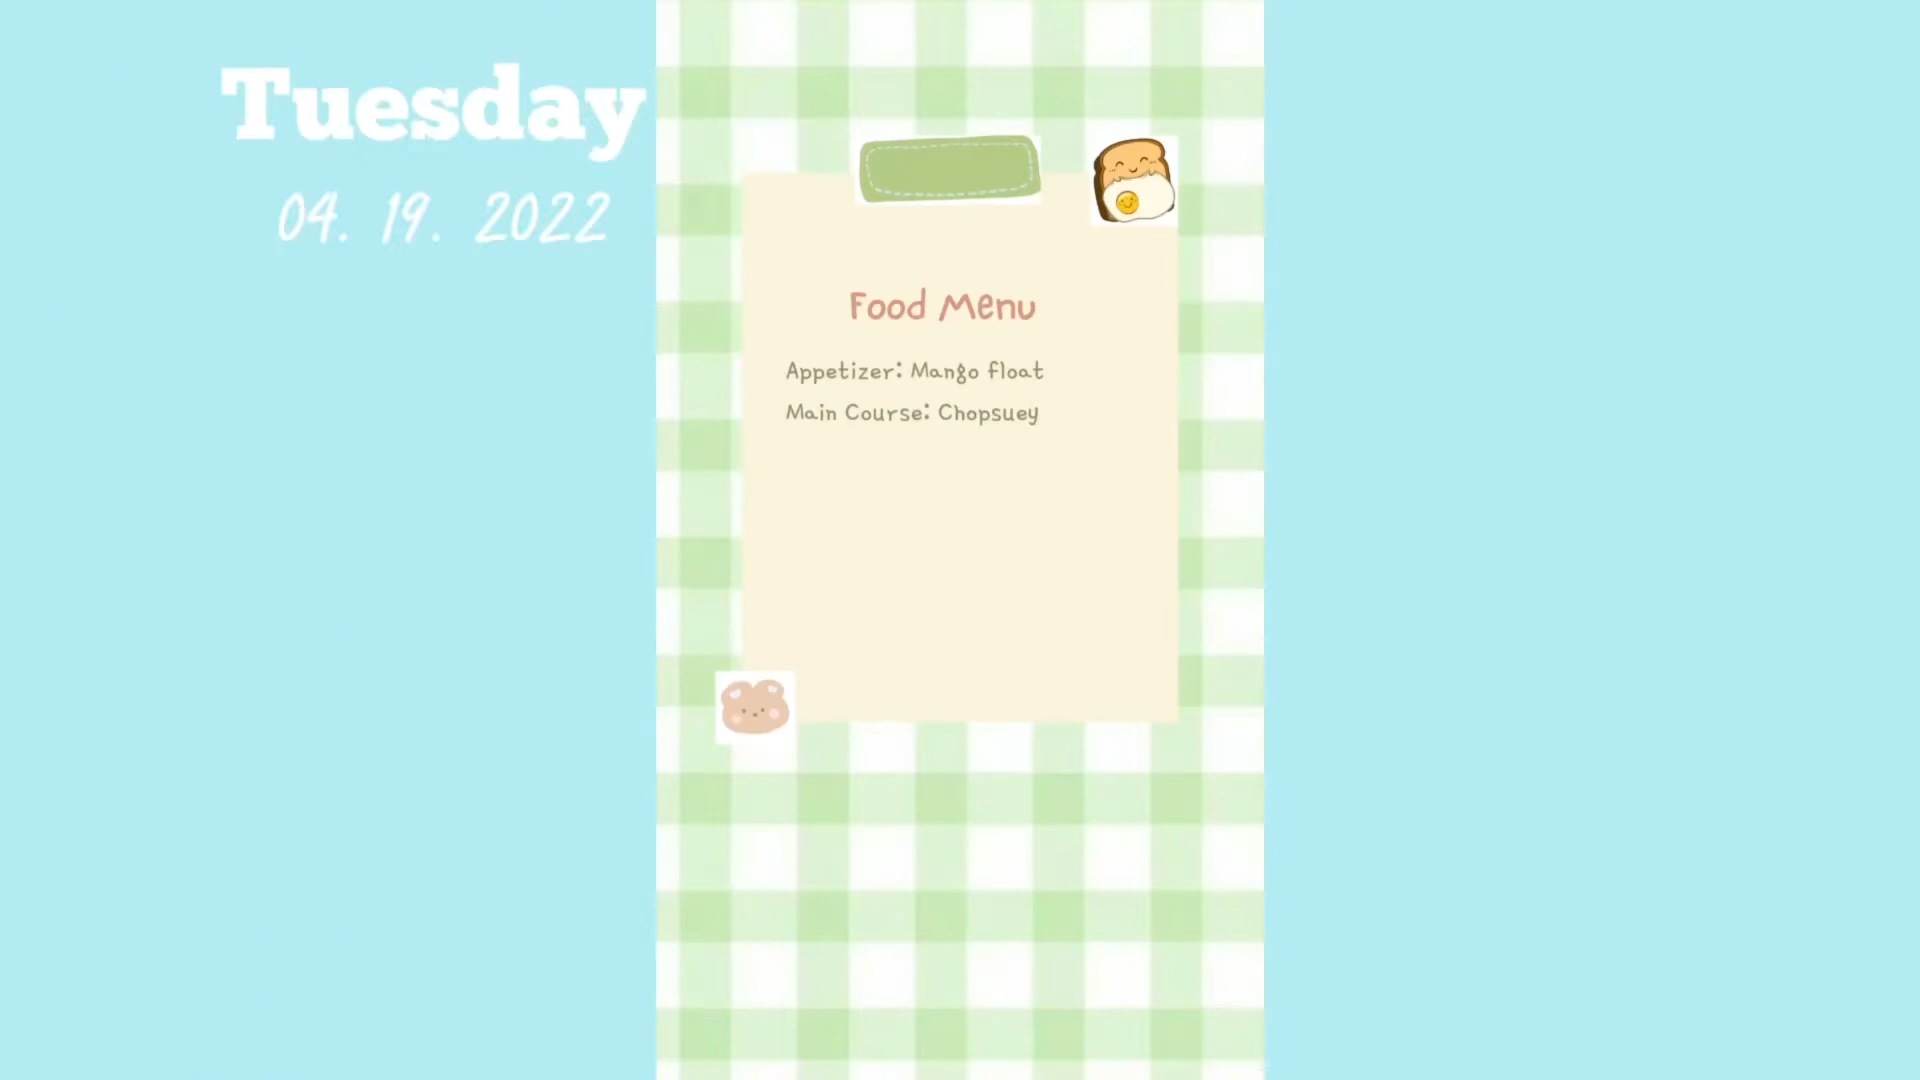 Tuesday
04. 19. 2022
Food Menu
Appetizer: Mango float
Main Course: Chopsuey